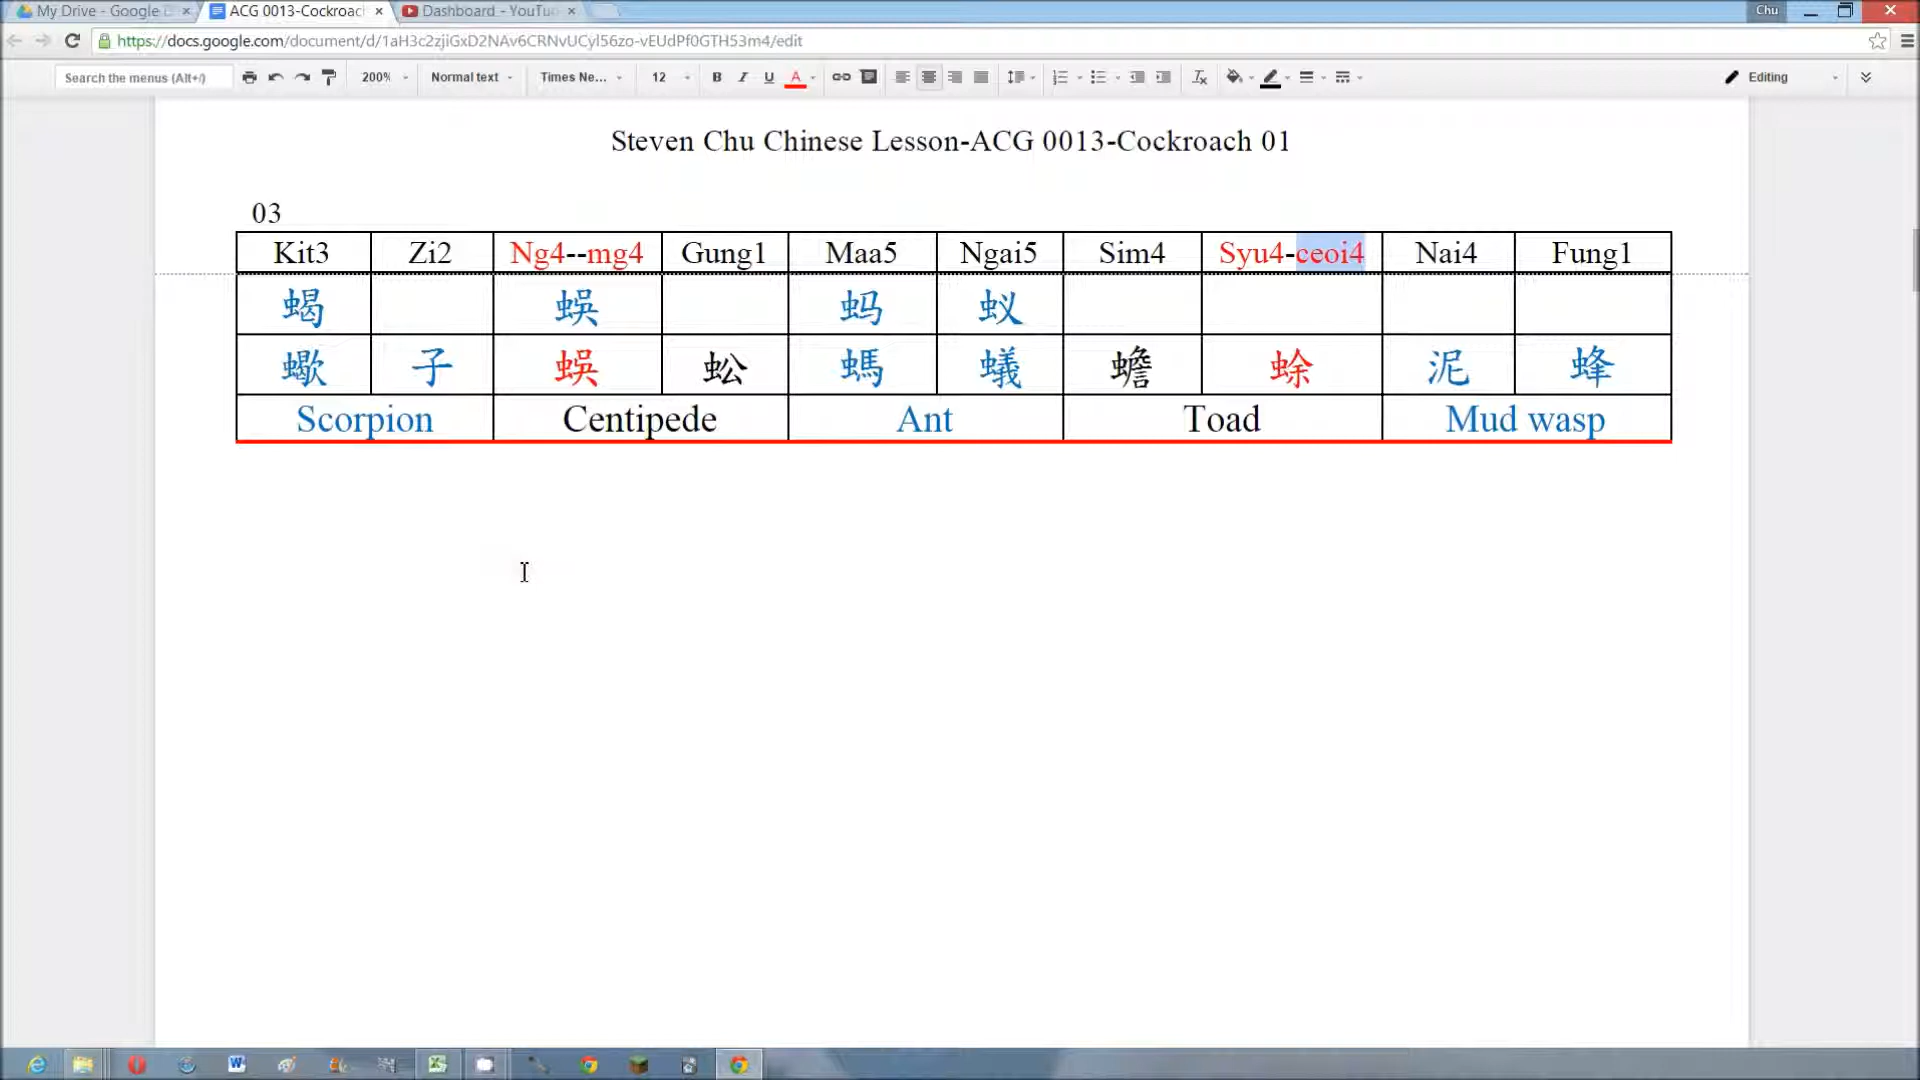 My Drive - Google D
ACG 0013-Cockroac
Dashboard - YouTu
Chu
https://docs.google.com/document/d/1aH3c2zjiGxD2NAv6CRNvUCyl56zo-vEUdPf0GTH53m4/edit
Search the menus (Alt+/) 200% Normal text Times Ne... 12 B I U A Editing
Steven Chu Chinese Lesson-ACG 0013-Cockroach 01
03
Kit3 Zi2 Ng4--mg4 Gung1 Maa5 Ngai5 Sim4 Syu4-ceoi4 Nai4 Fung1
蝎 蜈 蚂 蚁
蠍 子 蜈 蚣 螞 蟻 蟾 蜍 泥 蜂
Scorpion Centipede Ant Toad Mud wasp